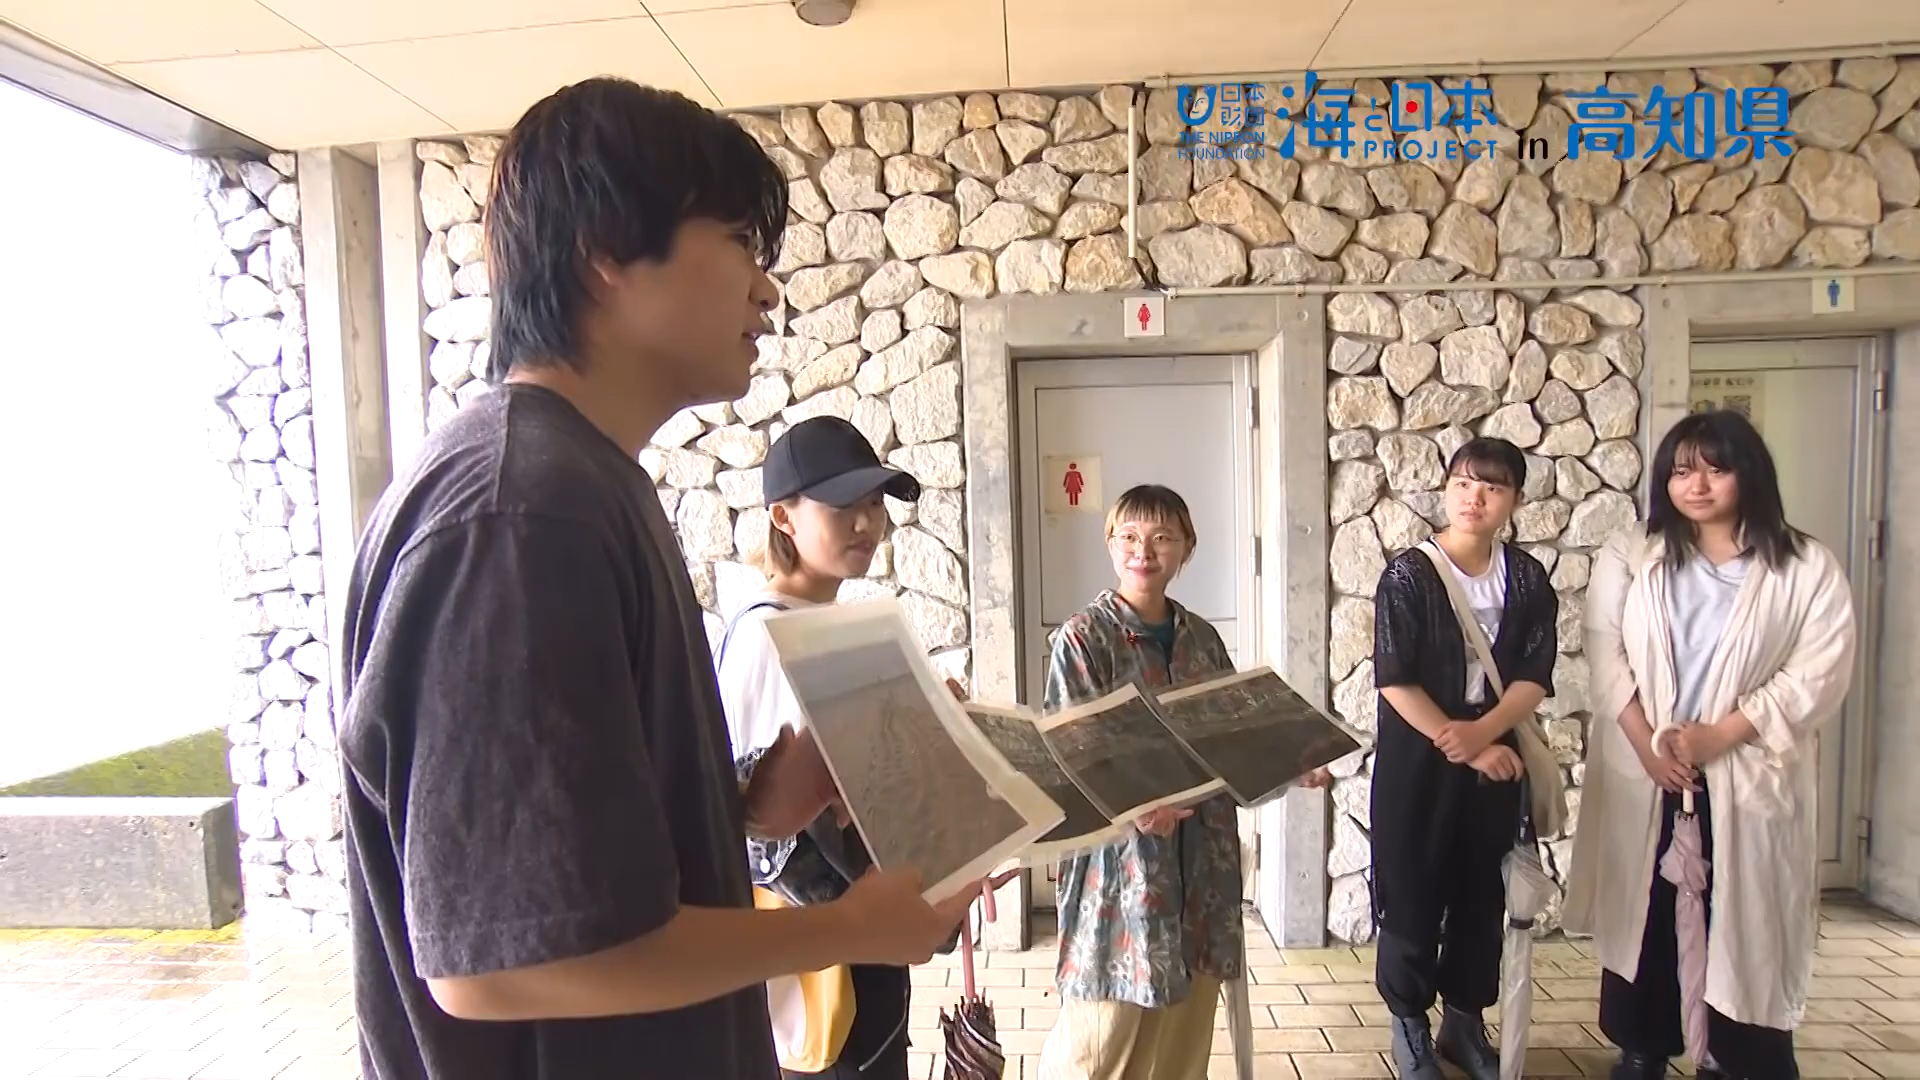 日本
財団
THE NIPPON
FOUNDATION
海と日本
PROJECT
in 高知県